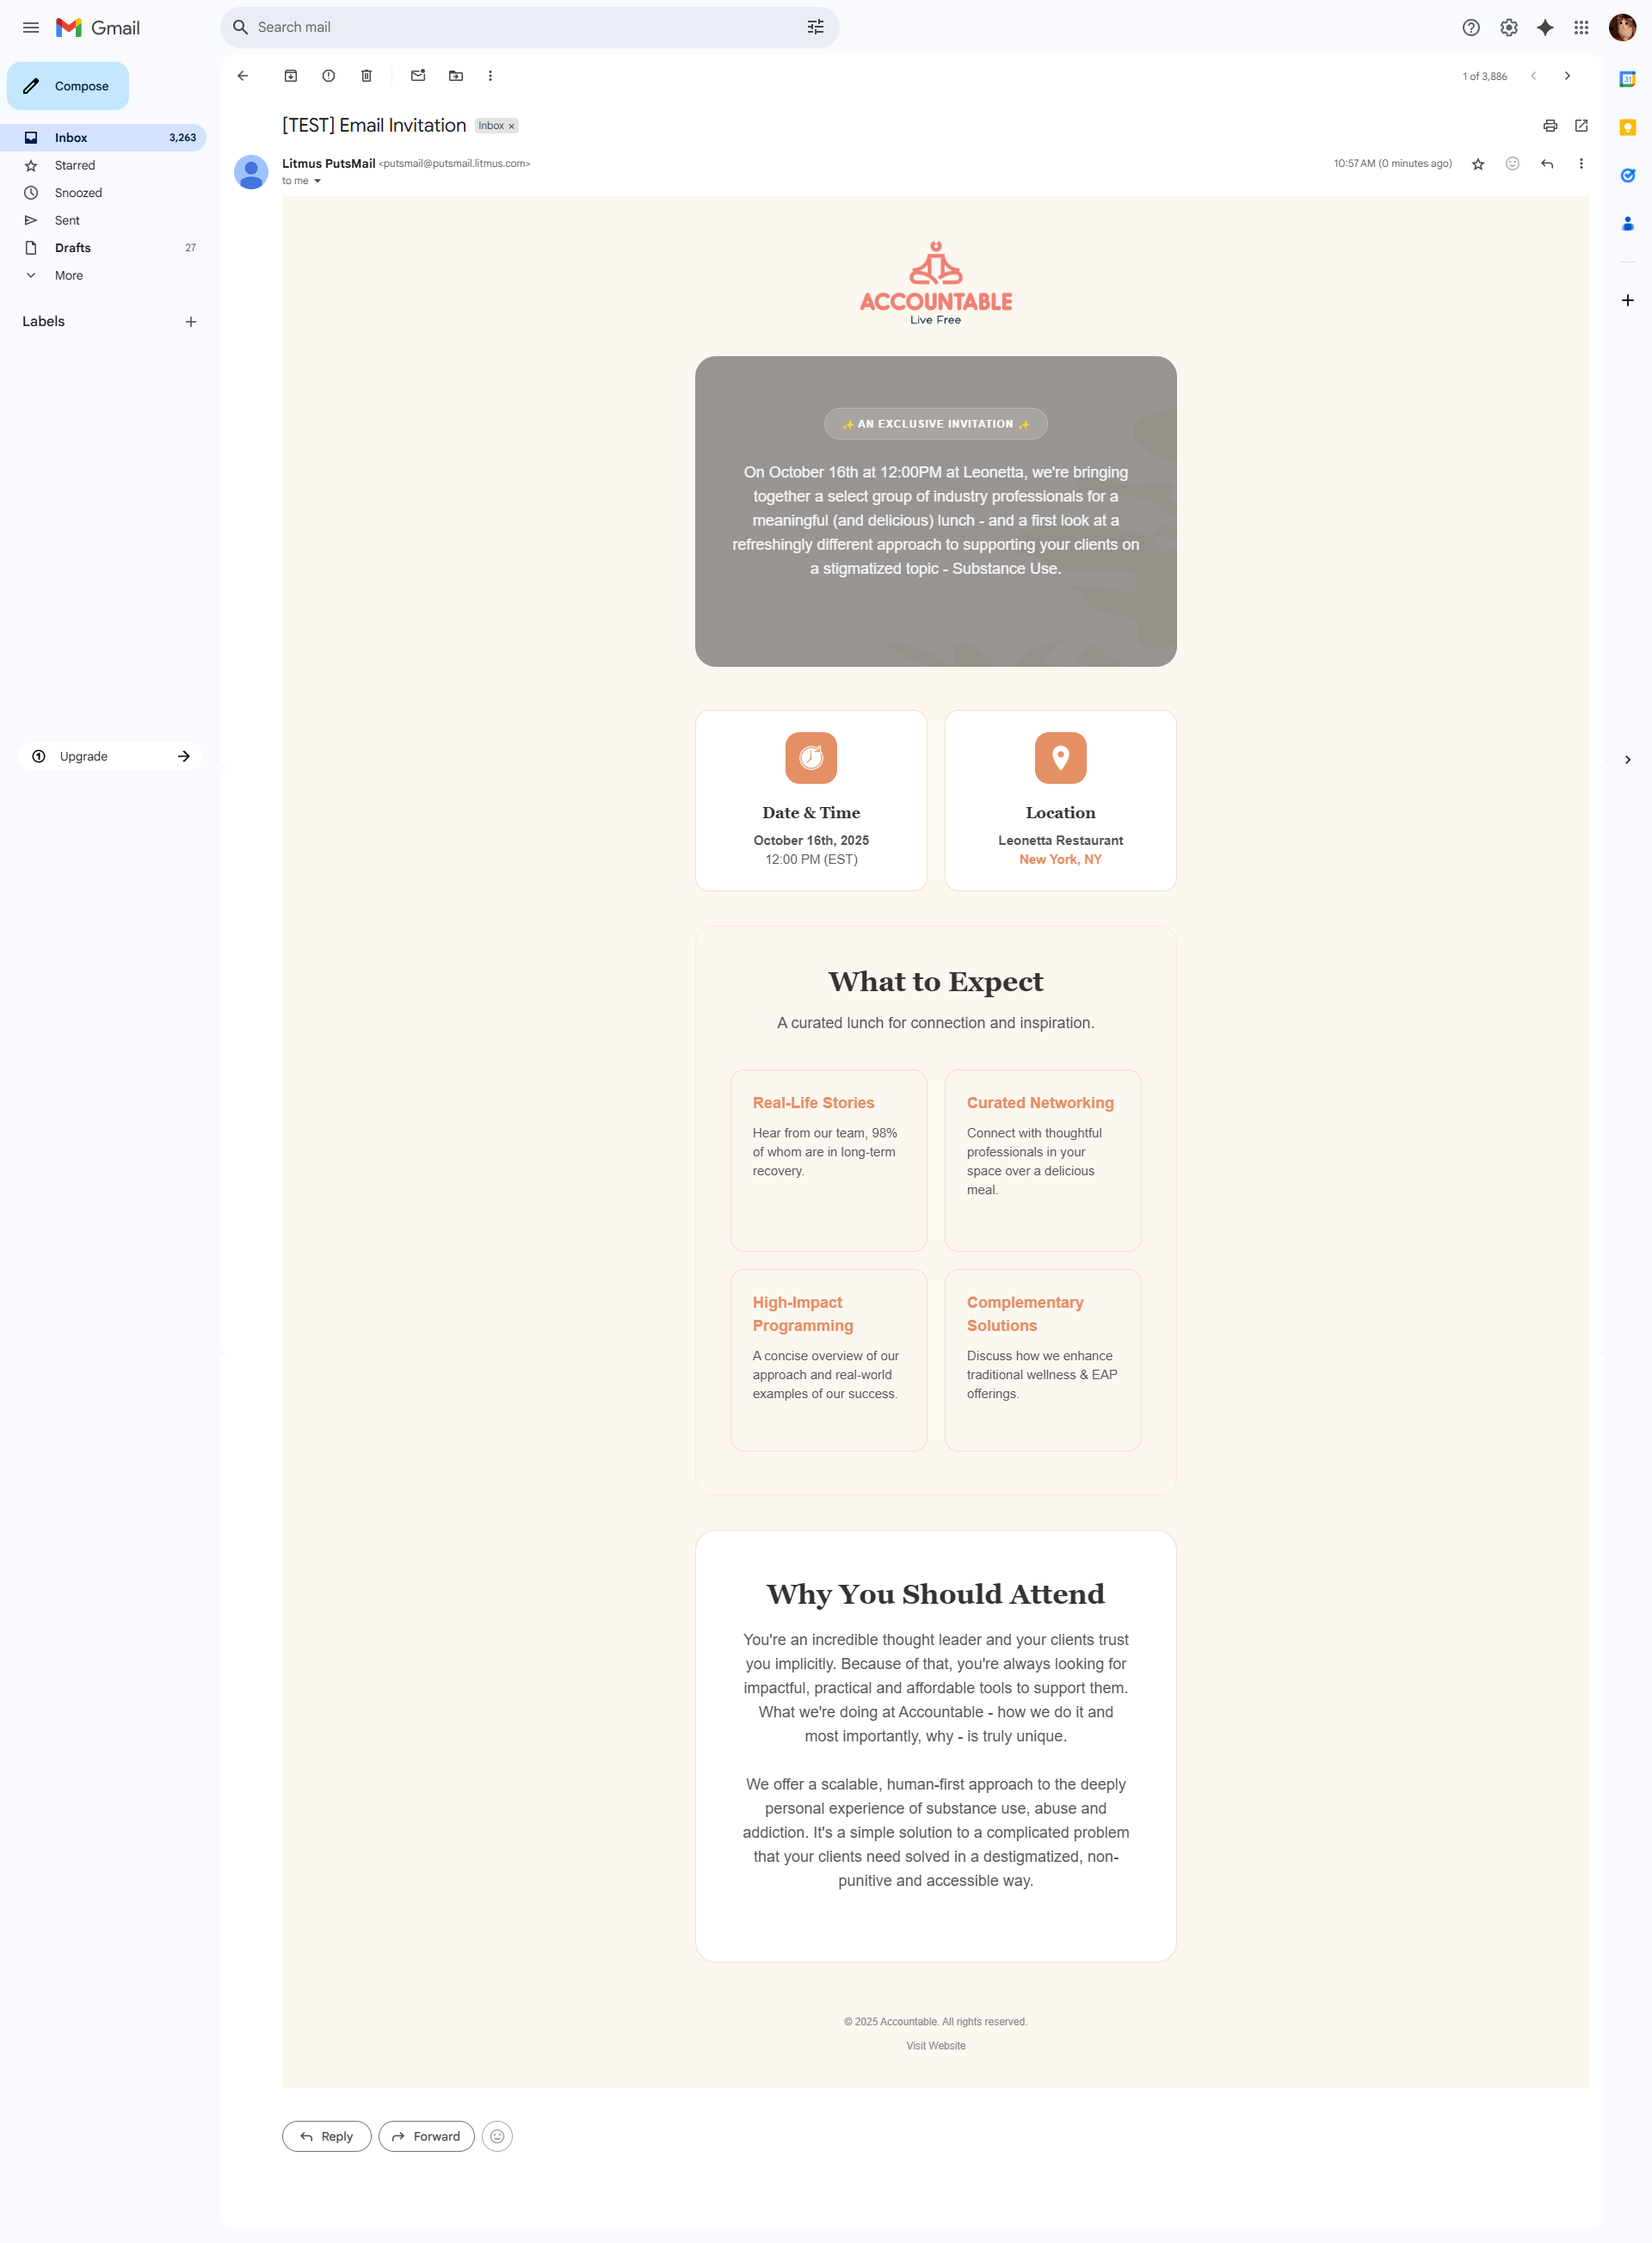 Gmail
Search mail
Compose
1 of 3,886
[TEST] Email Invitation
Inbox ×
Inbox 3,263
Starred
Snoozed
Sent
Drafts 27
More
Labels
Upgrade
Litmus PutsMail <putsmail@putsmail.litmus.com>
to me
10:57 AM (0 minutes ago)
31
ACCOUNTABLE
Live Free
✨ AN EXCLUSIVE INVITATION ✨
On October 16th at 12:00PM at Leonetta, we're bringing
together a select group of industry professionals for a
meaningful (and delicious) lunch - and a first look at a
refreshingly different approach to supporting your clients on
a stigmatized topic - Substance Use.
Date & Time
October 16th, 2025
12:00 PM (EST)
Location
Leonetta Restaurant
New York, NY
What to Expect
A curated lunch for connection and inspiration.
Real-Life Stories
Hear from our team, 98%
of whom are in long-term
recovery.
Curated Networking
Connect with thoughtful
professionals in your
space over a delicious
meal.
High-Impact
Programming
A concise overview of our
approach and real-world
examples of our success.
Complementary
Solutions
Discuss how we enhance
traditional wellness & EAP
offerings.
Why You Should Attend
You're an incredible thought leader and your clients trust
you implicitly. Because of that, you're always looking for
impactful, practical and affordable tools to support them.
What we're doing at Accountable - how we do it and
most importantly, why - is truly unique.
We offer a scalable, human-first approach to the deeply
personal experience of substance use, abuse and
addiction. It's a simple solution to a complicated problem
that your clients need solved in a destigmatized, non-
punitive and accessible way.
© 2025 Accountable. All rights reserved.
Visit Website
Reply
Forward